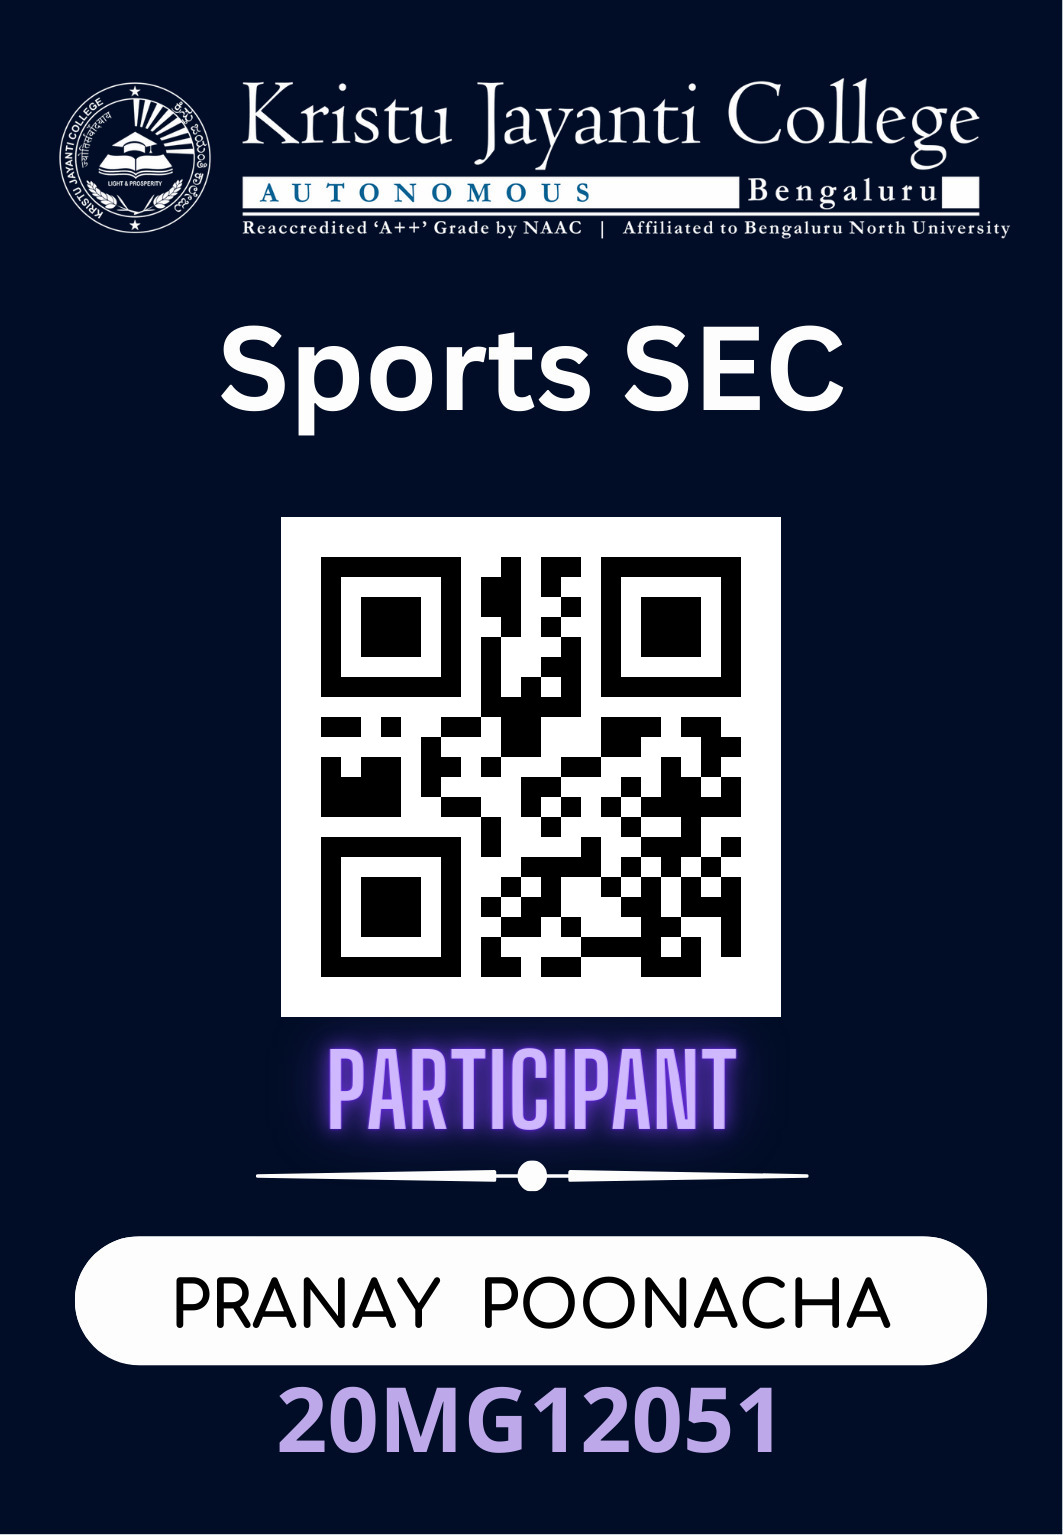 Kristu Jayanti College
AUTONOMOUS Bengaluru
Reaccredited ‘A++’ Grade by NAAC | Affiliated to Bengaluru North University
KRISTU JAYANTI COLLEGE
ಕ್ರಿಸ್ತು ಜಯಂತಿ ಕಾಲೇಜು
LIGHT & PROSPERITY
Sports SEC
PARTICIPANT
PRANAY POONACHA
20MG12051